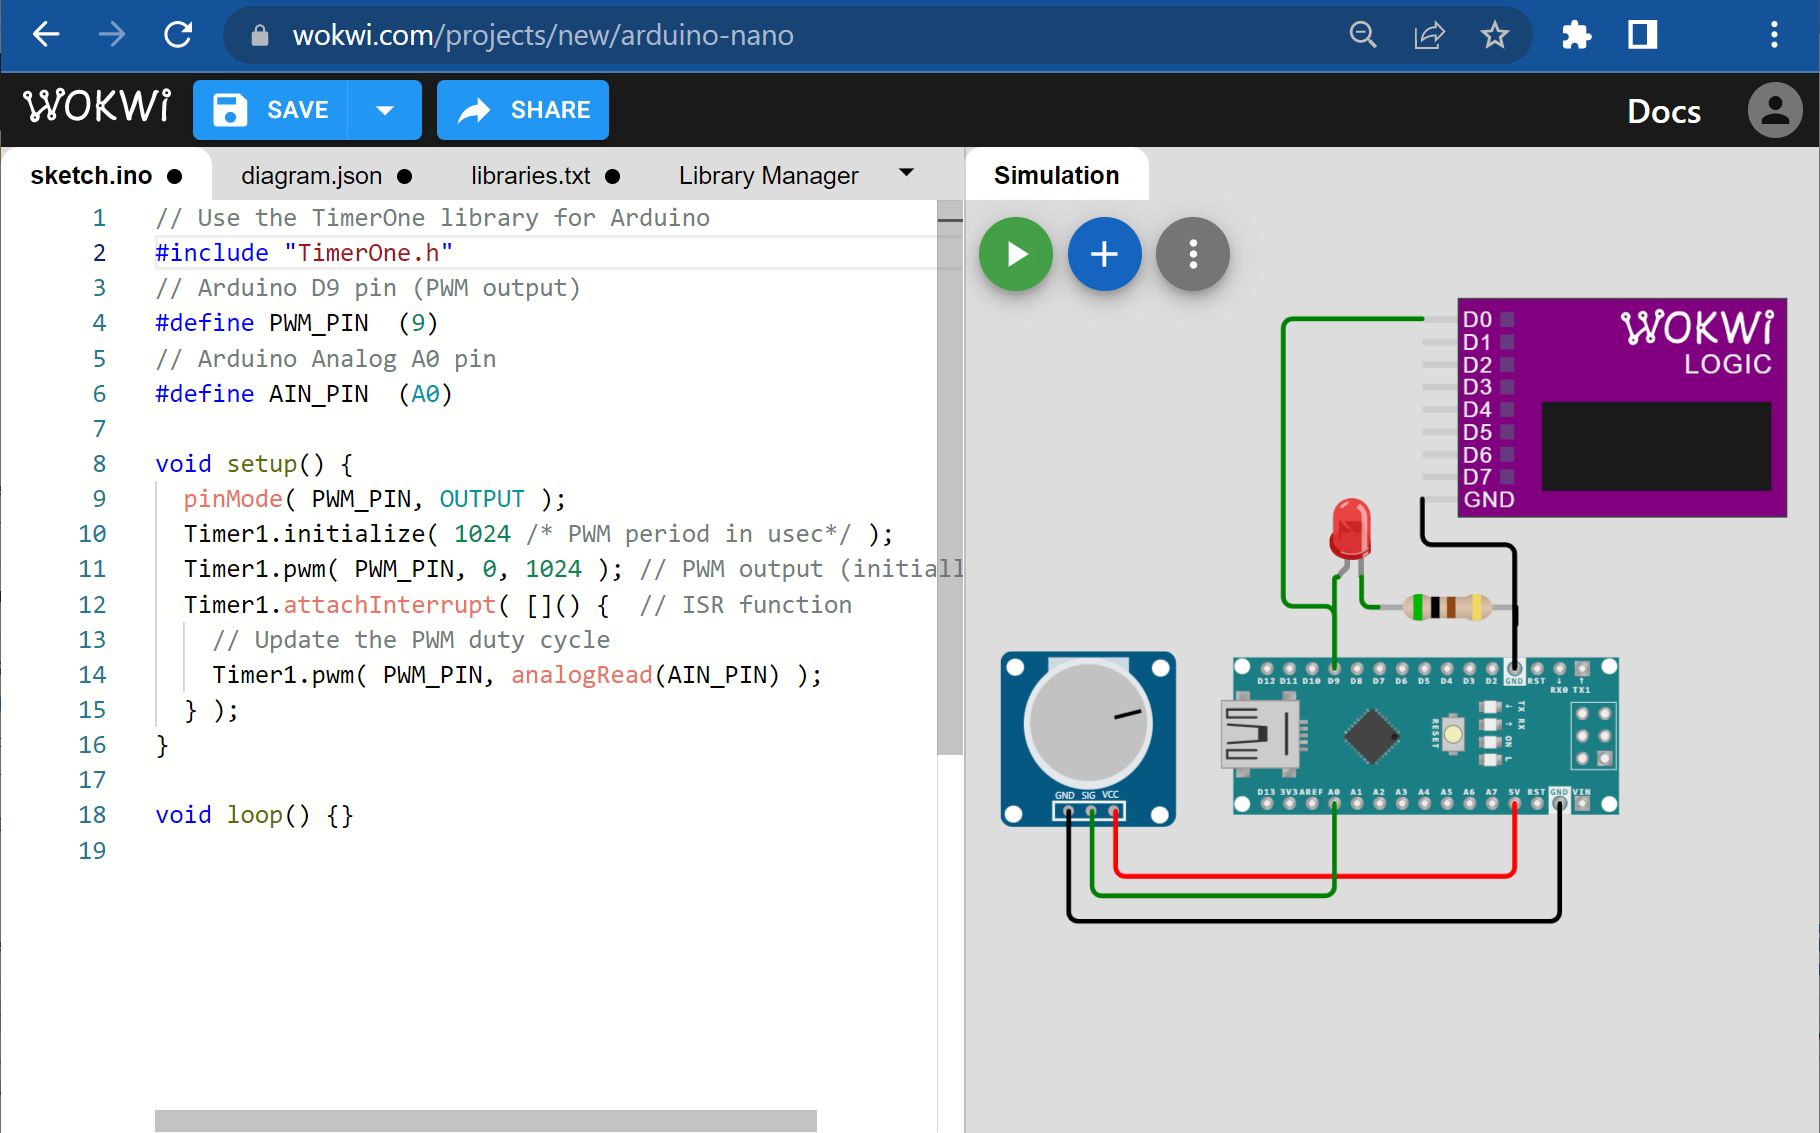 wokwi.com/projects/new/arduino-nano
WOKWi SAVE SHARE Docs
sketch.ino diagram.json libraries.txt Library Manager Simulation
1 // Use the TimerOne library for Arduino
2 #include "TimerOne.h"
3 // Arduino D9 pin (PWM output)
4 #define PWM_PIN  (9)
5 // Arduino Analog A0 pin
6 #define AIN_PIN  (A0)
7
8 void setup() {
9 pinMode( PWM_PIN, OUTPUT );
10 Timer1.initialize( 1024 /* PWM period in usec*/ );
11 Timer1.pwm( PWM_PIN, 0, 1024 ); // PWM output (initiall
12 Timer1.attachInterrupt( []() {  // ISR function
13 // Update the PWM duty cycle
14 Timer1.pwm( PWM_PIN, analogRead(AIN_PIN) );
15 } );
16 }
17
18 void loop() {}
19
WOKWi
LOGIC
D0
D1
D2
D3
D4
D5
D6
D7
GND
GND SIG VCC
D12 D11 D10 D9 D8 D7 D6 D5 D4 D3 D2 GND RST ↓ ↑
RX0 TX1
RESET
↓ TX
↑ RX
ON
L
D13 3V3 AREF A0 A1 A2 A3 A4 A5 A6 A7 5V RST GND VIN